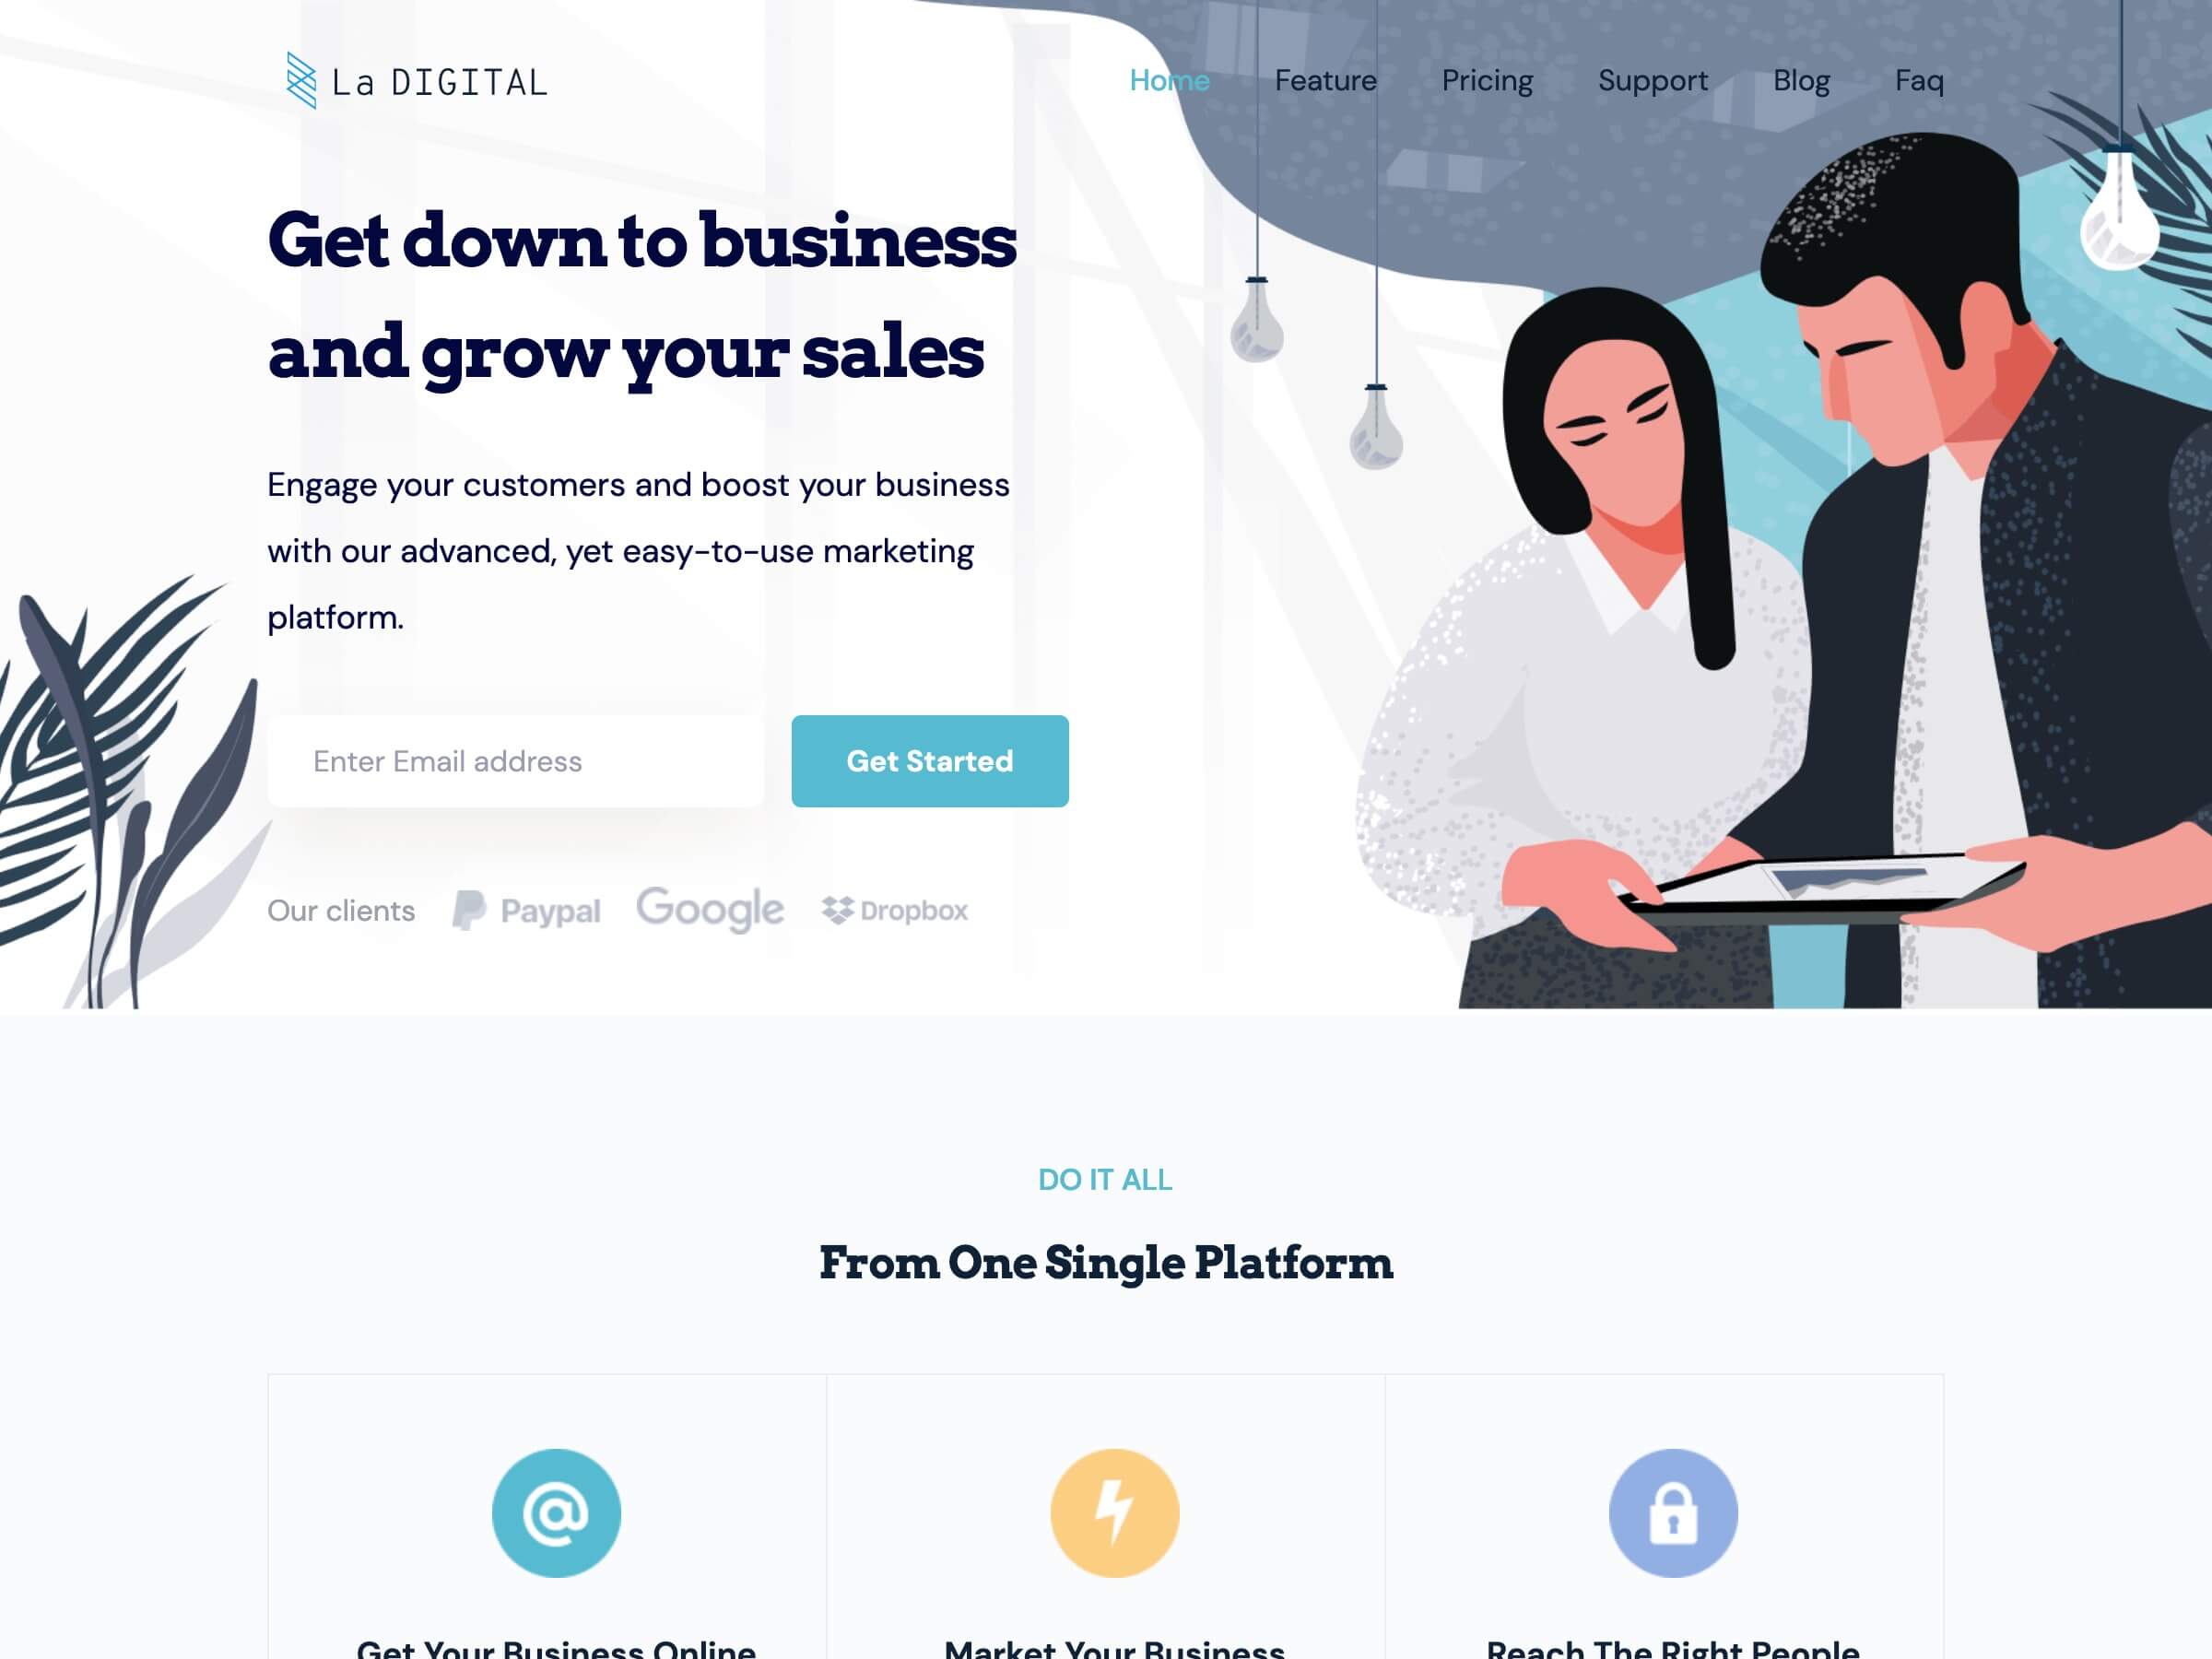 La DIGITAL
Home Feature Pricing Support Blog Faq
Get down to business
and grow your sales
Engage your customers and boost your business
with our advanced, yet easy-to-use marketing
platform.
Enter Email address
Get Started
Our clients Paypal Google Dropbox
DO IT ALL
From One Single Platform
@
Get Your Business Online
Market Your Business
Reach The Right People